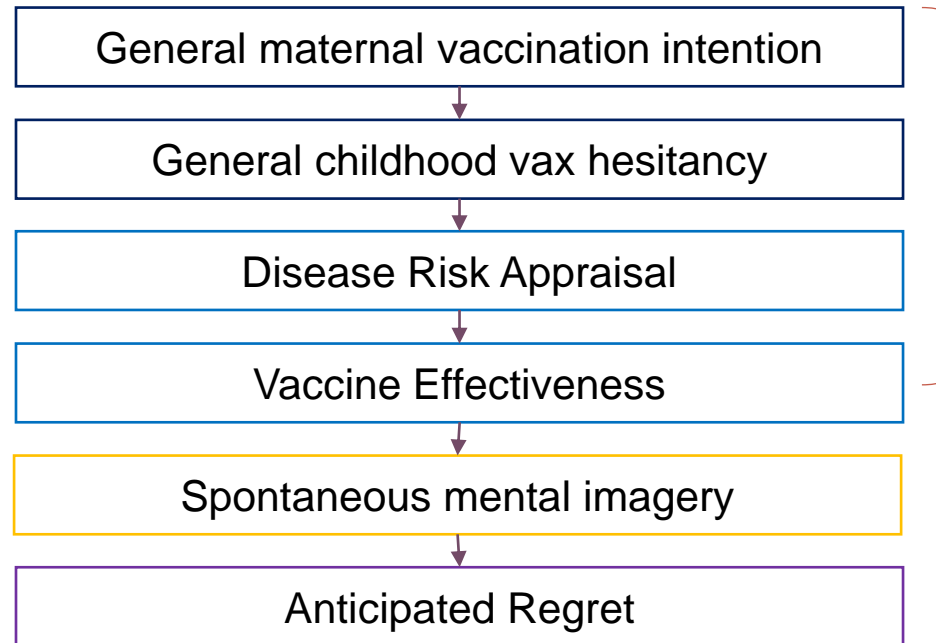 General maternal vaccination intention
General childhood vax hesitancy
Disease Risk Appraisal
Vaccine Effectiveness
Spontaneous mental imagery
Anticipated Regret